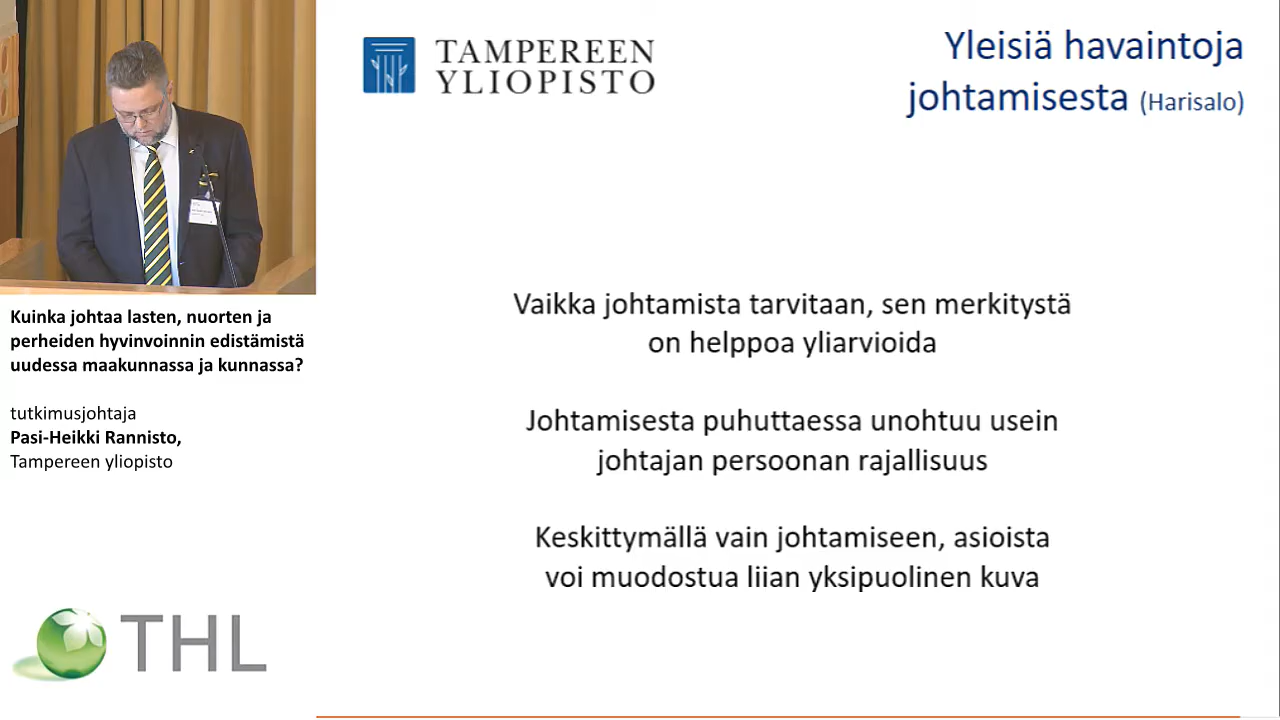 TAMPEREEN
YLIOPISTO
Yleisiä havaintoja
johtamisesta (Harisalo)
Vaikka johtamista tarvitaan, sen merkitystä
on helppoa yliarvioida
Johtamisesta puhuttaessa unohtuu usein
johtajan persoonan rajallisuus
Keskittymällä vain johtamiseen, asioista
voi muodostua liian yksipuolinen kuva
Kuinka johtaa lasten, nuorten ja
perheiden hyvinvoinnin edistämistä
uudessa maakunnassa ja kunnassa?
tutkimusjohtaja
Pasi-Heikki Rannisto,
Tampereen yliopisto
THL